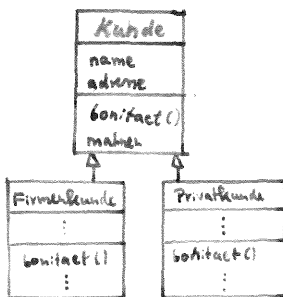 Kunde
name
adresse
bonitaet()
mahnen
Firmenkunde
bonitaet()
Privatkunde
bonitaet()